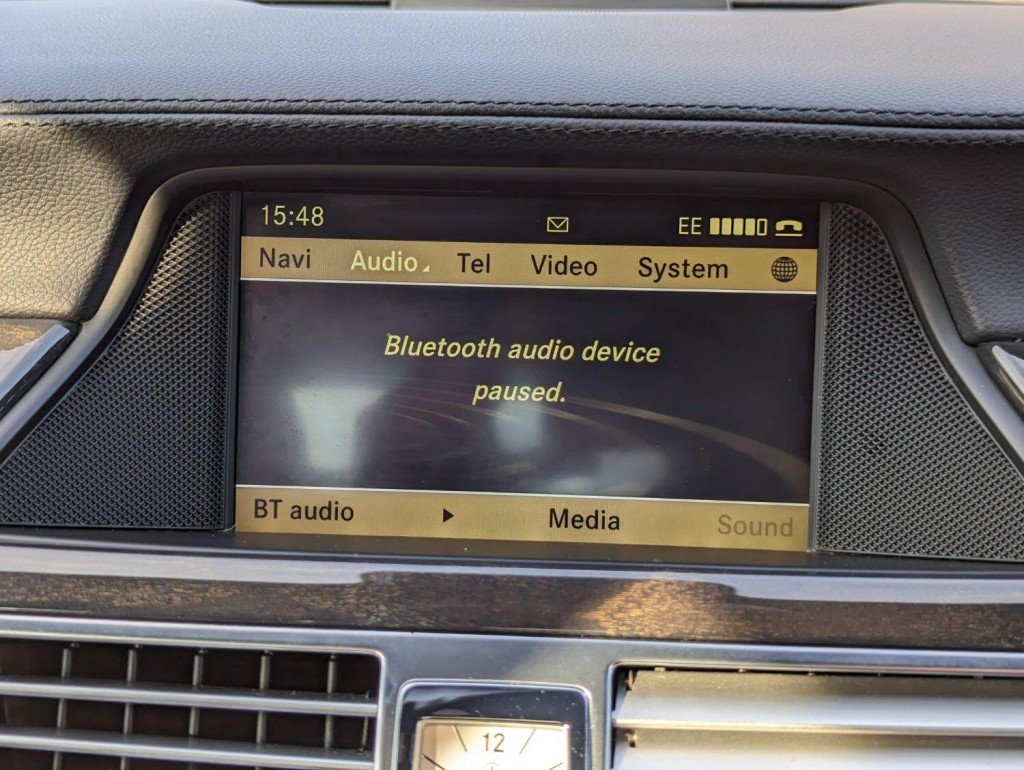 15:48 EE
Navi Audio Tel Video System
Bluetooth audio device
paused.
BT audio Media Sound
12